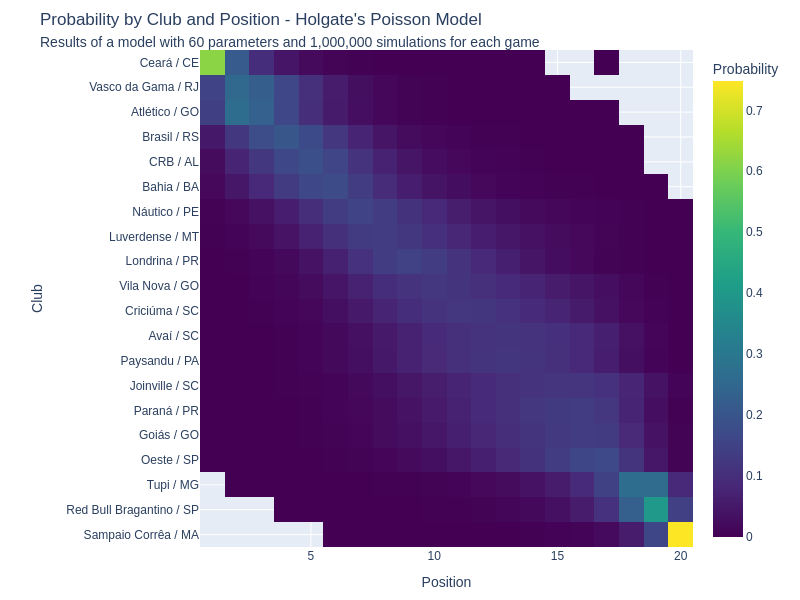 Probability by Club and Position - Holgate's Poisson Model
Results of a model with 60 parameters and 1,000,000 simulations for each game
Probability
Ceará / CE
Vasco da Gama / RJ
Atlético / GO
Brasil / RS
CRB / AL
Bahia / BA
Náutico / PE
Luverdense / MT
Londrina / PR
Vila Nova / GO
Criciúma / SC
Avaí / SC
Paysandu / PA
Joinville / SC
Paraná / PR
Goiás / GO
Oeste / SP
Tupi / MG
Red Bull Bragantino / SP
Sampaio Corrêa / MA
Club
5
10
15
20
Position
0.7
0.6
0.5
0.4
0.3
0.2
0.1
0